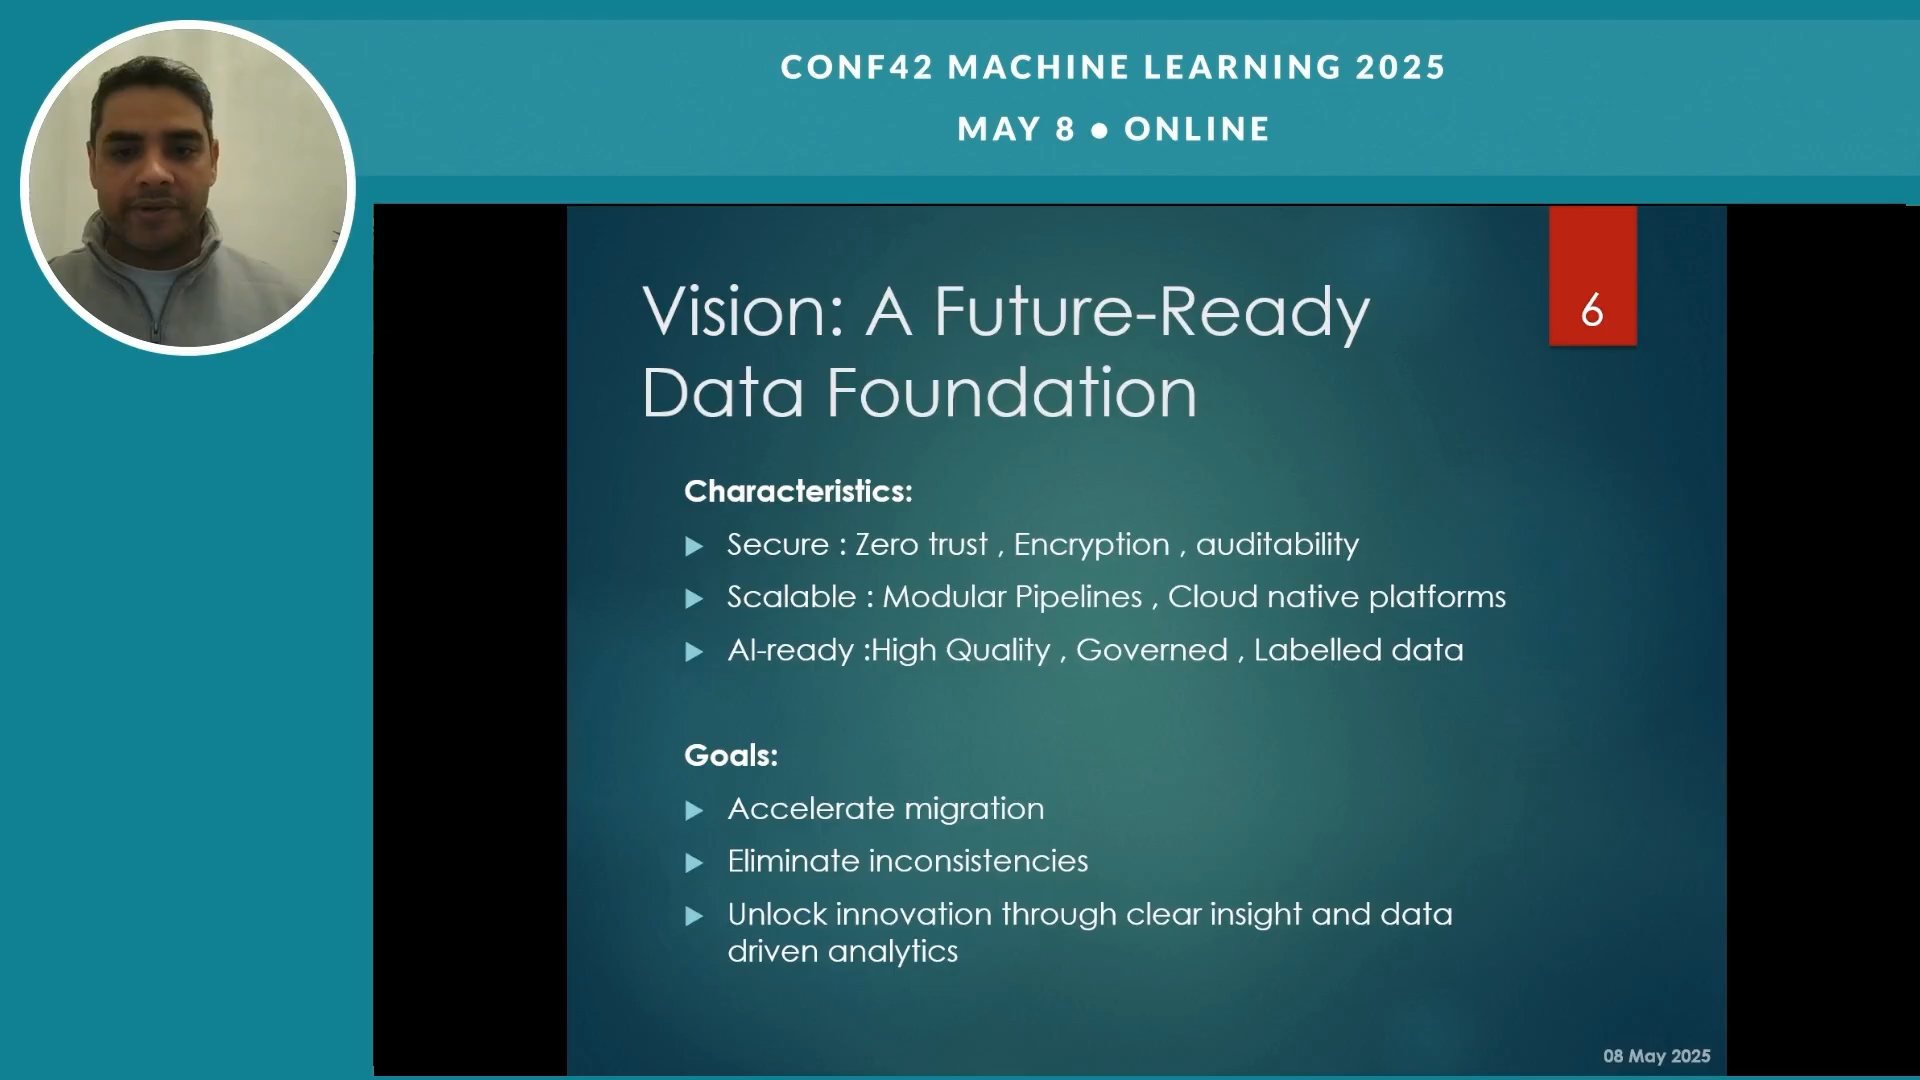 CONF42 MACHINE LEARNING 2025
MAY 8 ● ONLINE
6
Vision: A Future-Ready
Data Foundation
Characteristics:
Secure : Zero trust , Encryption , auditability
Scalable : Modular Pipelines , Cloud native platforms
AI-ready :High Quality , Governed , Labelled data
Goals:
Accelerate migration
Eliminate inconsistencies
Unlock innovation through clear insight and data
driven analytics
08 May 2025